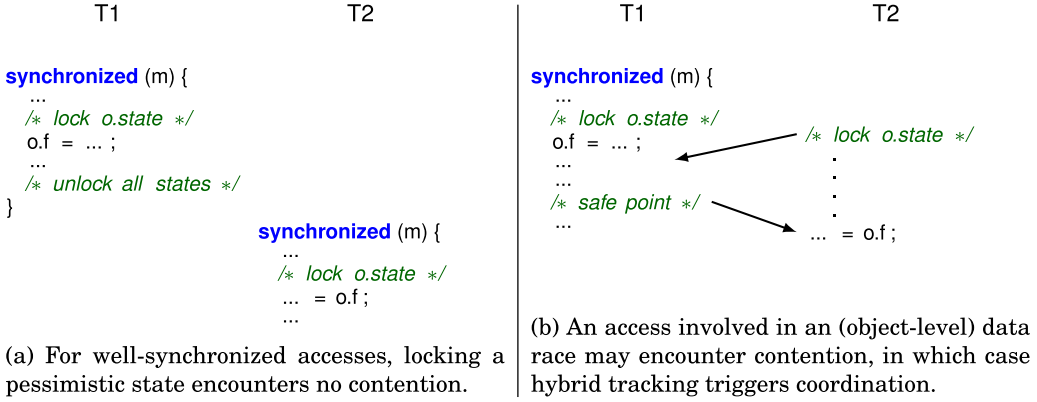 T1
T2
synchronized (m) {
...
/* lock o.state */
o.f = ... ;
...
/* unlock all states */
}
synchronized (m) {
...
/* lock o.state */
... = o.f ;
...
(a) For well-synchronized accesses, locking a
pessimistic state encounters no contention.
T1
T2
synchronized (m) {
...
/* lock o.state */
o.f = ... ;
...
...
/* safe point */
...
/* lock o.state */
.
.
.
.
... = o.f ;
(b) An access involved in an (object-level) data
race may encounter contention, in which case
hybrid tracking triggers coordination.